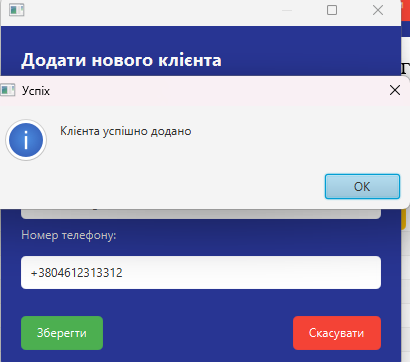 Додати нового клієнта
Успіх
Клієнта успішно додано
OK
Номер телефону:
+3804612313312
Зберегти
Скасувати